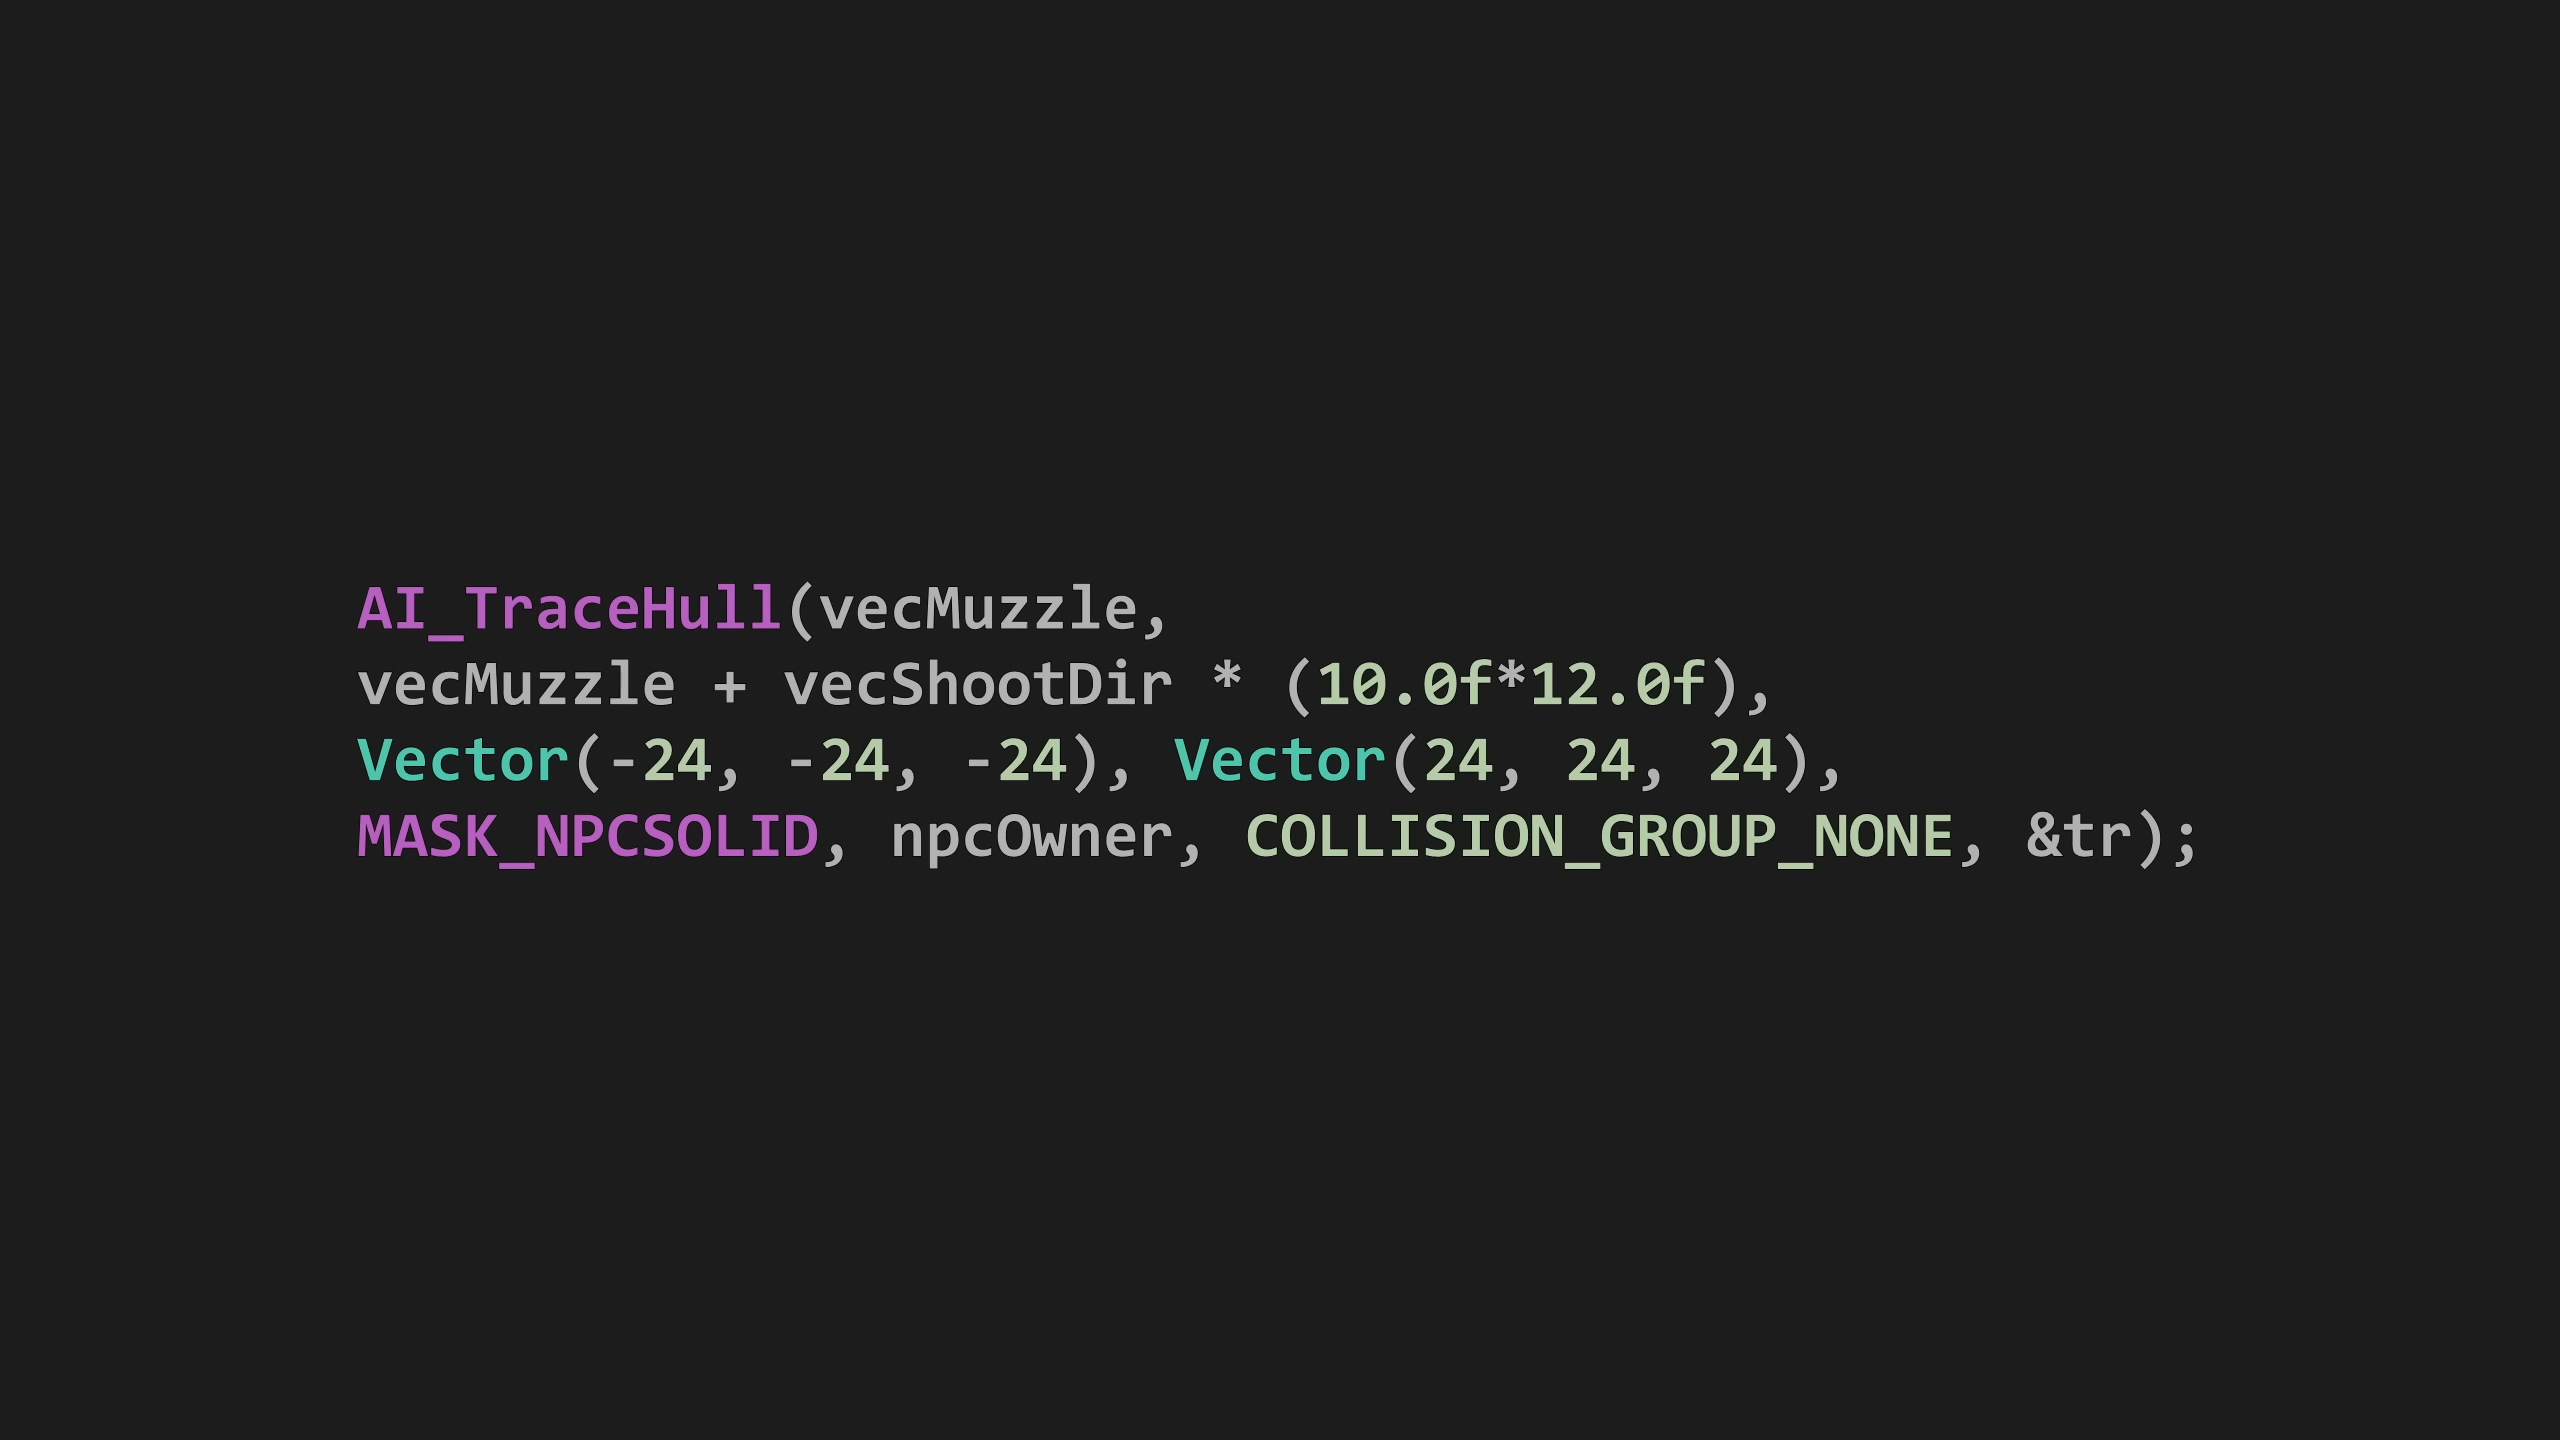 AI_TraceHull(vecMuzzle,
vecMuzzle + vecShootDir * (10.0f*12.0f),
Vector(-24, -24, -24), Vector(24, 24, 24),
MASK_NPCSOLID, npcOwner, COLLISION_GROUP_NONE, &tr);